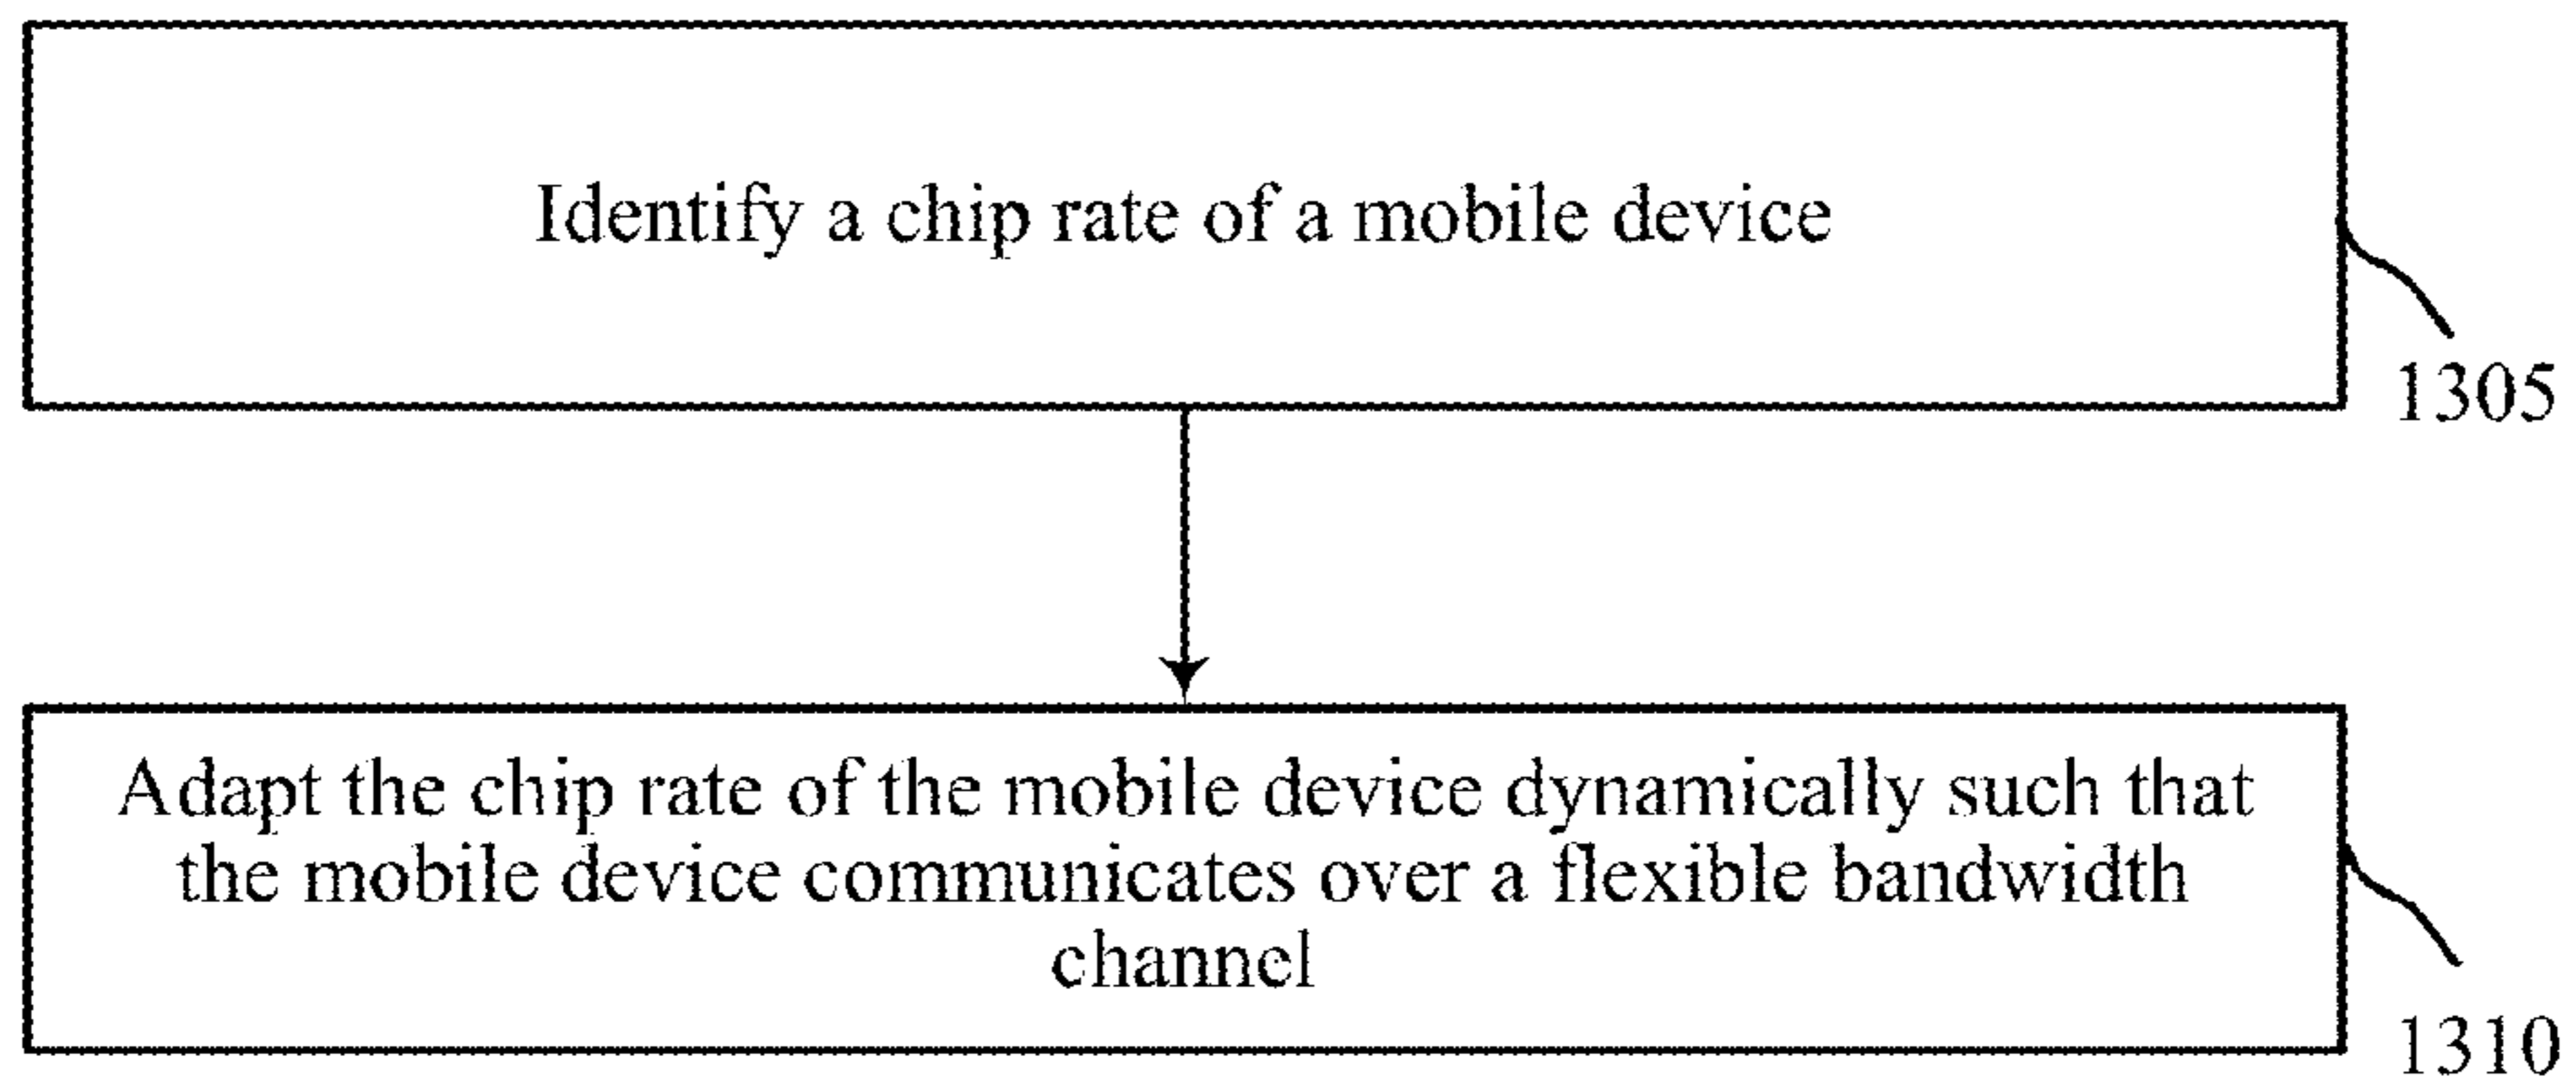 Identify a chip rate of a mobile device
1305
Adapt the chip rate of the mobile device dynamically such that
the mobile device communicates over a flexible bandwidth
channel
1310